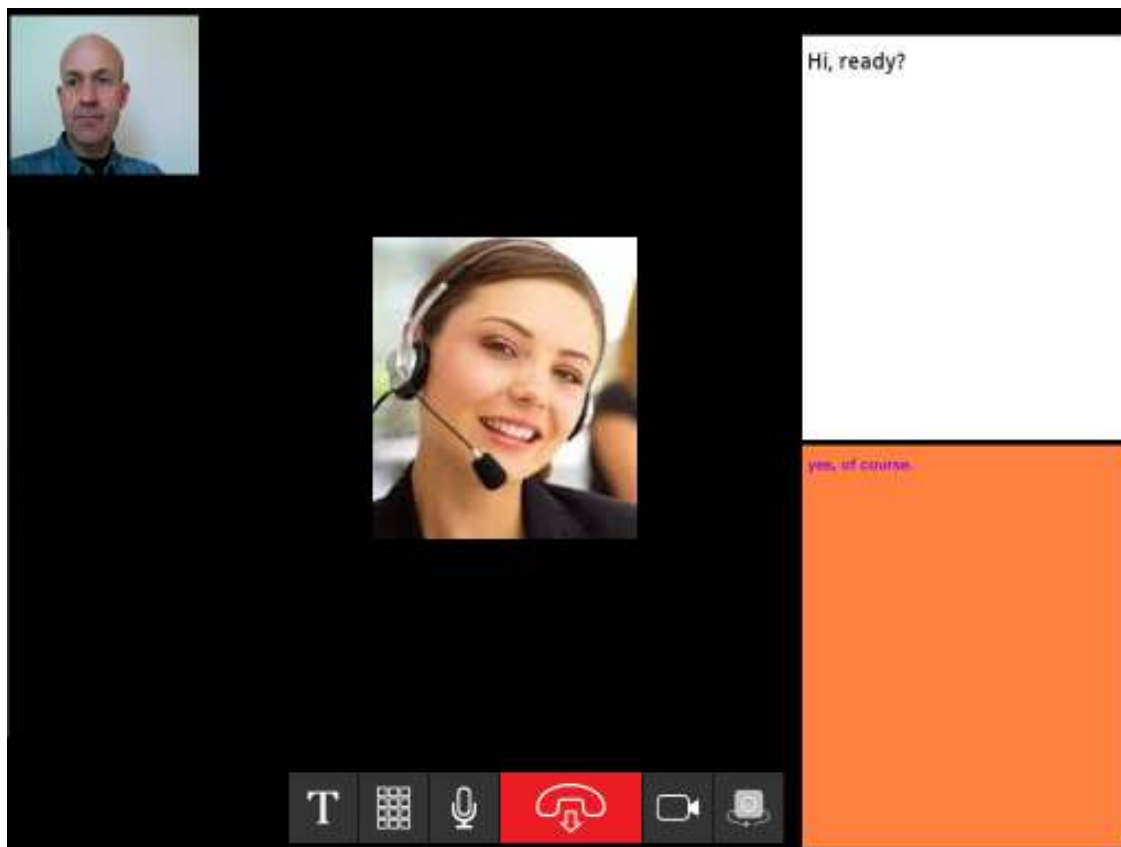 Hi, ready?
yes, of course.
T